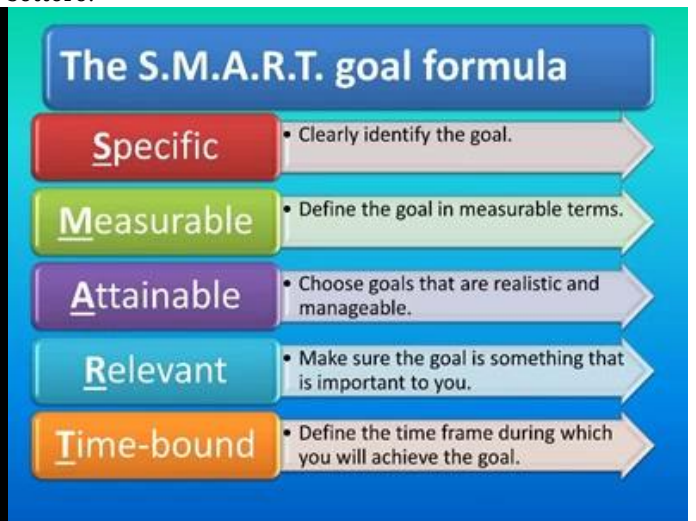 The S.M.A.R.T. goal formula
Specific
• Clearly identify the goal.
Measurable
• Define the goal in measurable terms.
Attainable
• Choose goals that are realistic and
manageable.
Relevant
• Make sure the goal is something that
is important to you.
Time-bound
• Define the time frame during which
you will achieve the goal.